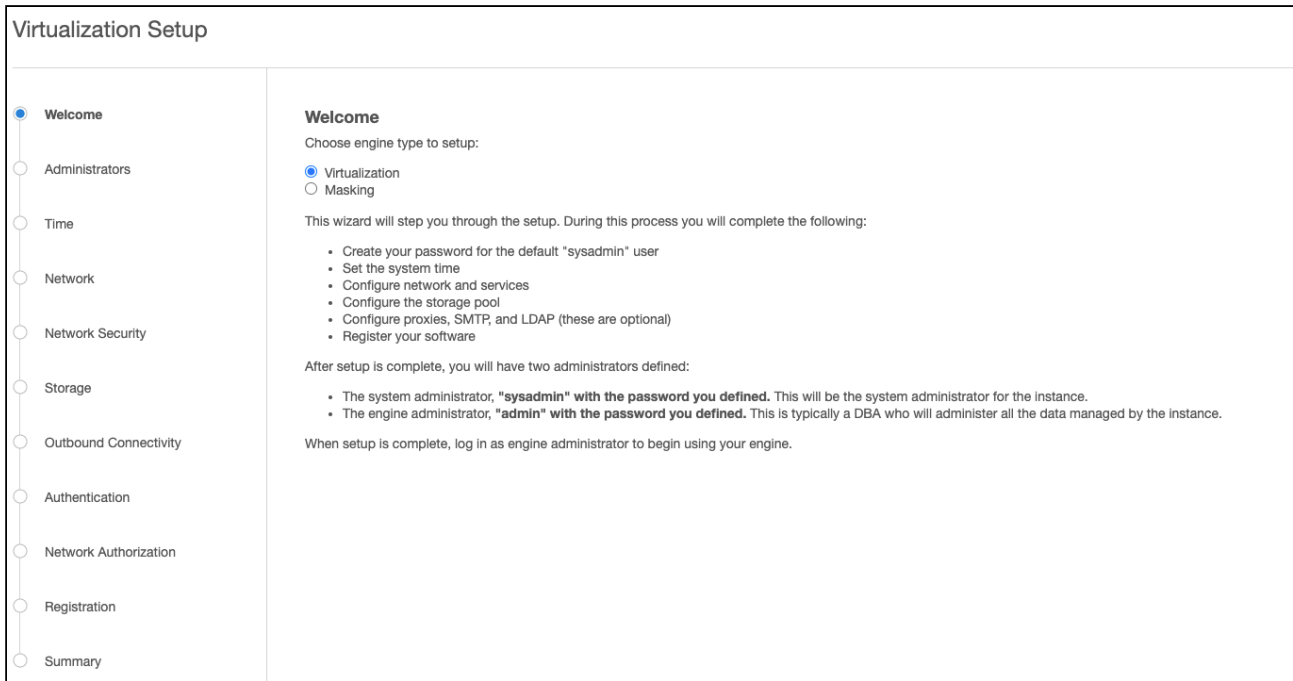 Virtualization Setup
Welcome
Administrators
Time
Network
Network Security
Storage
Outbound Connectivity
Authentication
Network Authorization
Registration
Summary
Welcome
Choose engine type to setup:
Virtualization
Masking
This wizard will step you through the setup. During this process you will complete the following:
• Create your password for the default "sysadmin" user
• Set the system time
• Configure network and services
• Configure the storage pool
• Configure proxies, SMTP, and LDAP (these are optional)
• Register your software
After setup is complete, you will have two administrators defined:
• The system administrator, "sysadmin" with the password you defined. This will be the system administrator for the instance.
• The engine administrator, "admin" with the password you defined. This is typically a DBA who will administer all the data managed by the instance.
When setup is complete, log in as engine administrator to begin using your engine.